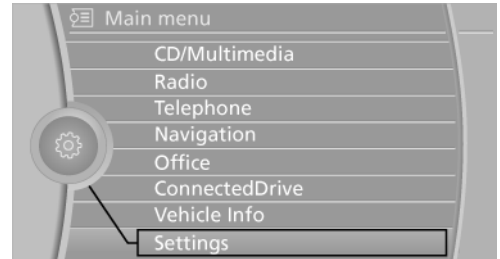 Main menu
CD/Multimedia
Radio
Telephone
Navigation
Office
ConnectedDrive
Vehicle Info
Settings